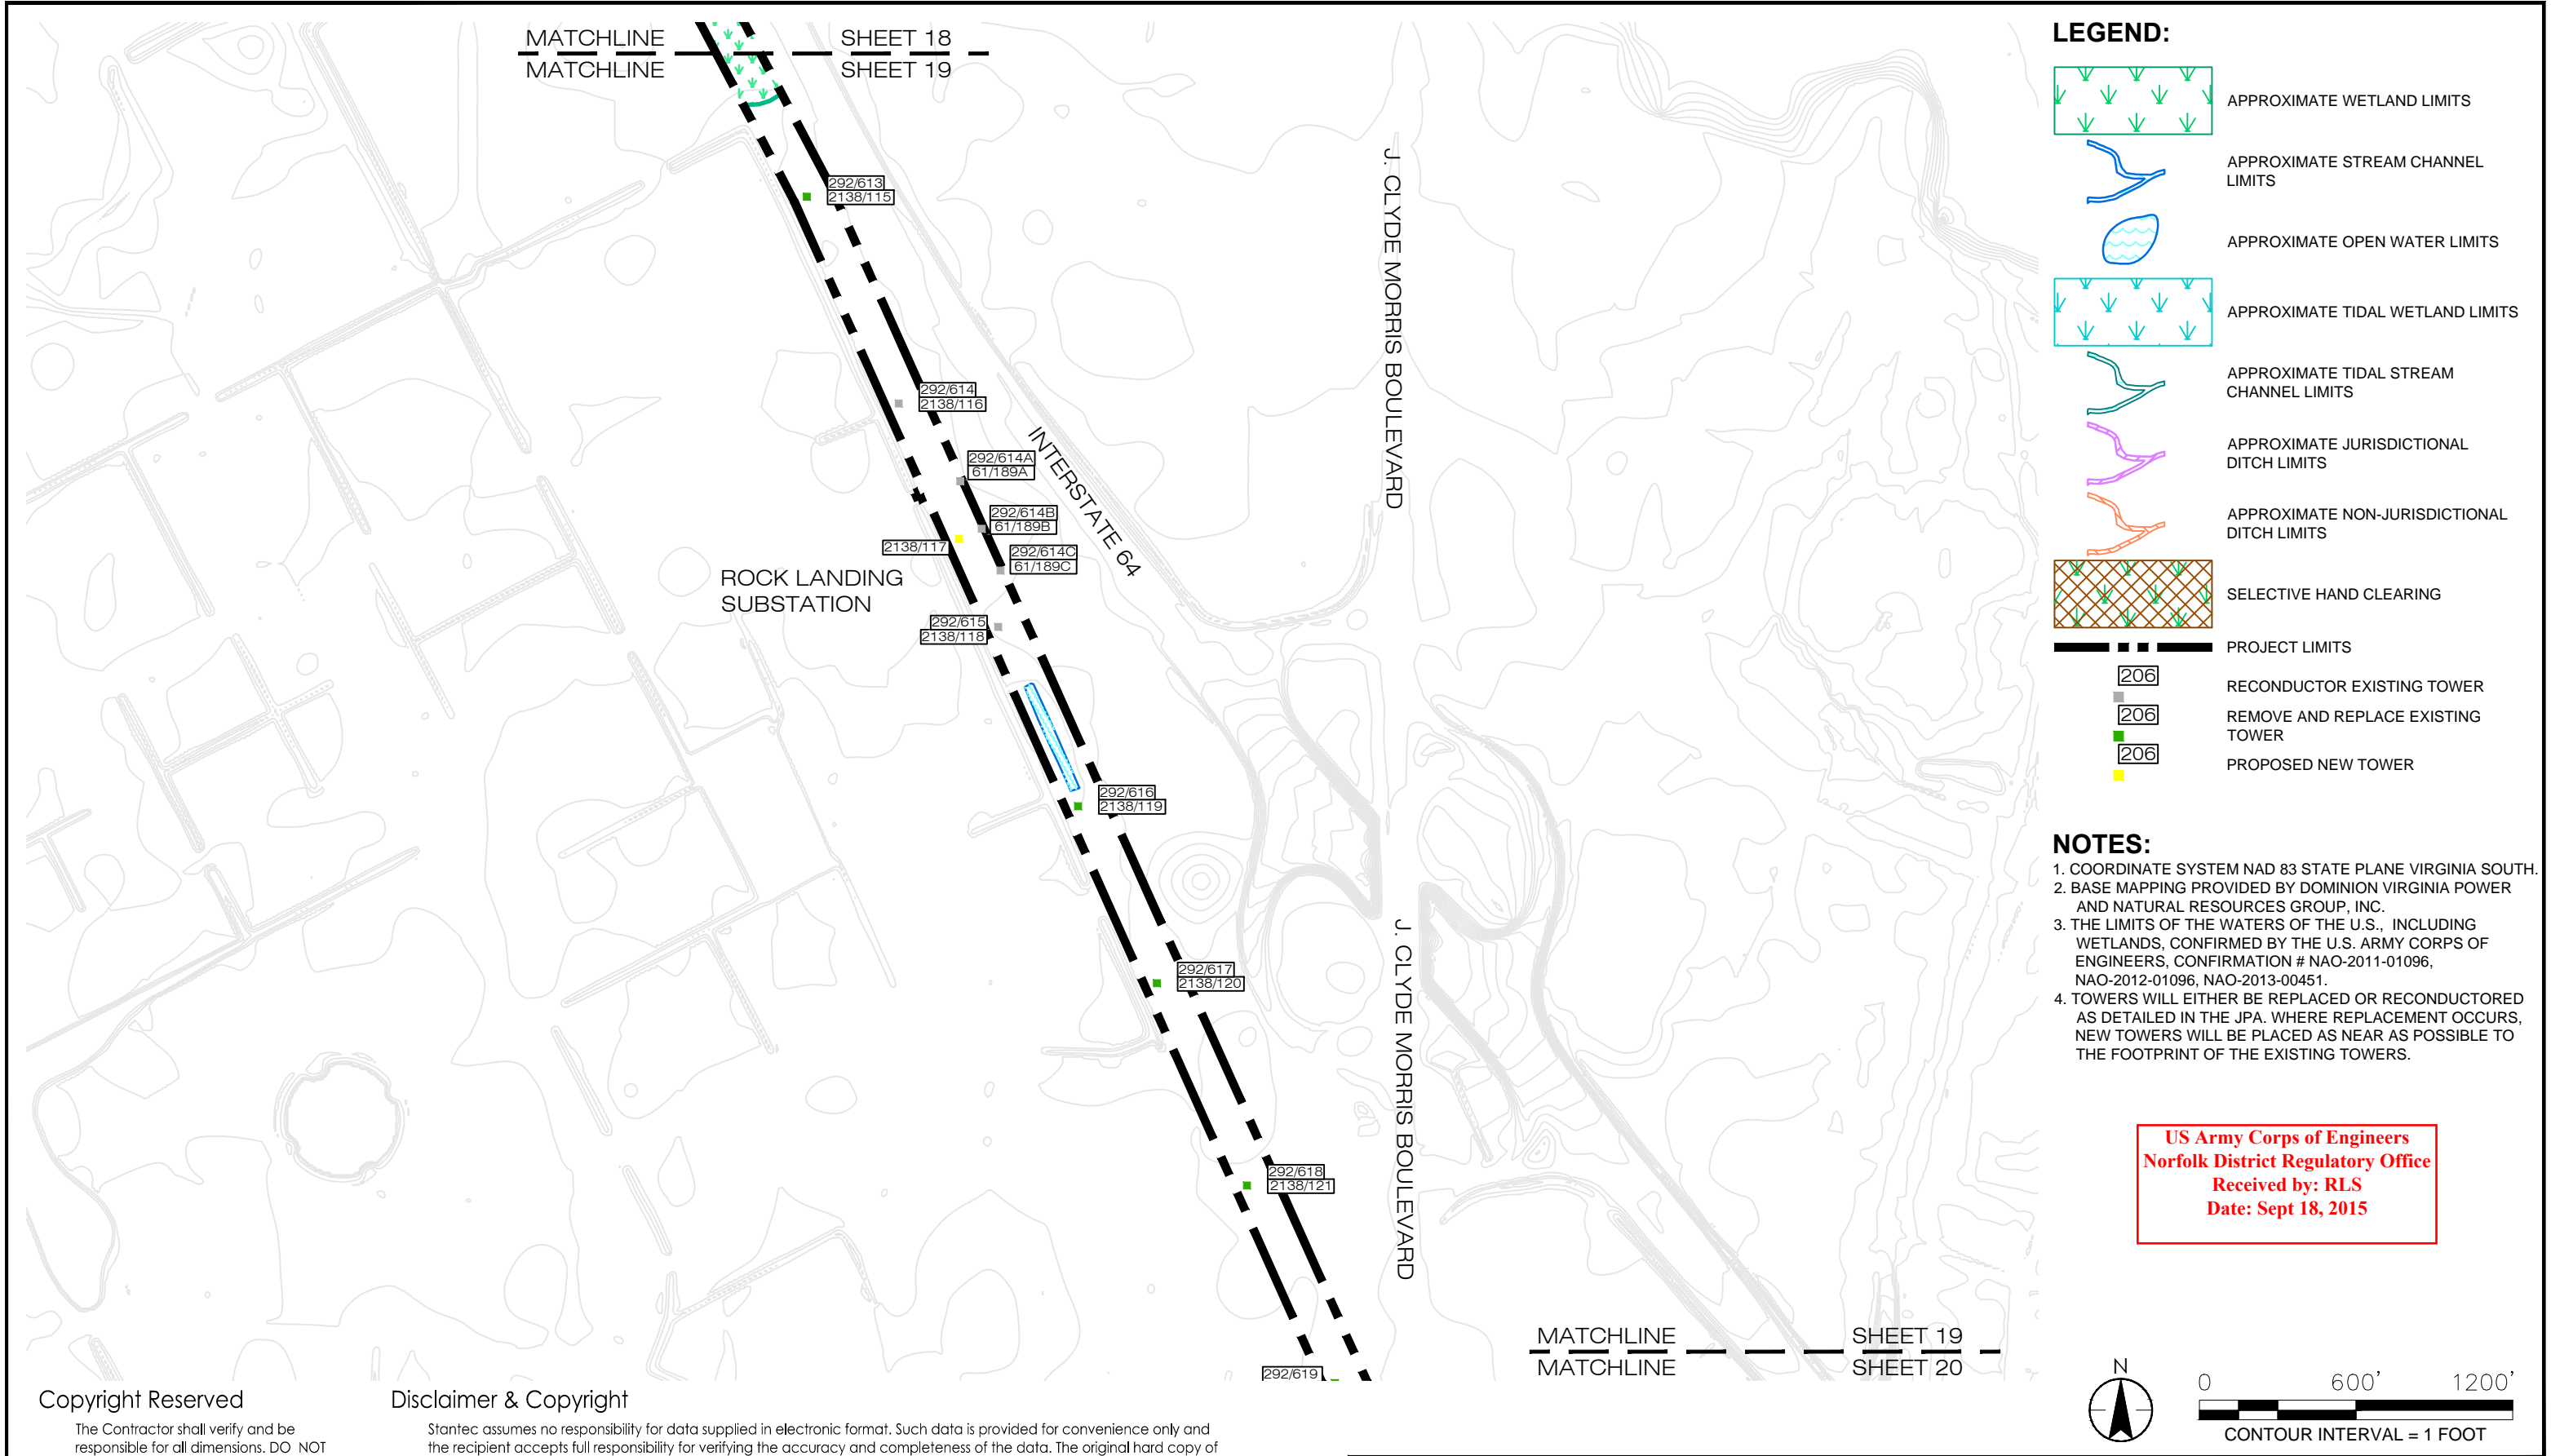 MATCHLINE SHEET 18
MATCHLINE SHEET 19
292/613
2138/115
292/614
2138/116
292/614A
61/189A
292/614B
61/189B
2138/117
292/614C
61/189C
INTERSTATE 64
J. CLYDE MORRIS BOULEVARD
ROCK LANDING
SUBSTATION
292/615
2138/118
292/616
2138/119
292/617
2138/120
J. CLYDE MORRIS BOULEVARD
292/618
2138/121
292/619
MATCHLINE SHEET 19
MATCHLINE SHEET 20
LEGEND:
APPROXIMATE WETLAND LIMITS
APPROXIMATE STREAM CHANNEL
LIMITS
APPROXIMATE OPEN WATER LIMITS
APPROXIMATE TIDAL WETLAND LIMITS
APPROXIMATE TIDAL STREAM
CHANNEL LIMITS
APPROXIMATE JURISDICTIONAL
DITCH LIMITS
APPROXIMATE NON-JURISDICTIONAL
DITCH LIMITS
SELECTIVE HAND CLEARING
PROJECT LIMITS
206
RECONDUCTOR EXISTING TOWER
206
REMOVE AND REPLACE EXISTING
TOWER
206
PROPOSED NEW TOWER
NOTES:
1. COORDINATE SYSTEM NAD 83 STATE PLANE VIRGINIA SOUTH.
2. BASE MAPPING PROVIDED BY DOMINION VIRGINIA POWER
AND NATURAL RESOURCES GROUP, INC.
3. THE LIMITS OF THE WATERS OF THE U.S., INCLUDING
WETLANDS, CONFIRMED BY THE U.S. ARMY CORPS OF
ENGINEERS, CONFIRMATION # NAO-2011-01096,
NAO-2012-01096, NAO-2013-00451.
4. TOWERS WILL EITHER BE REPLACED OR RECONDUCTORED
AS DETAILED IN THE JPA. WHERE REPLACEMENT OCCURS,
NEW TOWERS WILL BE PLACED AS NEAR AS POSSIBLE TO
THE FOOTPRINT OF THE EXISTING TOWERS.
US Army Corps of Engineers
Norfolk District Regulatory Office
Received by: RLS
Date: Sept 18, 2015
N
0 600' 1200'
CONTOUR INTERVAL = 1 FOOT
Copyright Reserved
The Contractor shall verify and be
responsible for all dimensions. DO NOT
Disclaimer & Copyright
Stantec assumes no responsibility for data supplied in electronic format. Such data is provided for convenience only and
the recipient accepts full responsibility for verifying the accuracy and completeness of the data. The original hard copy of